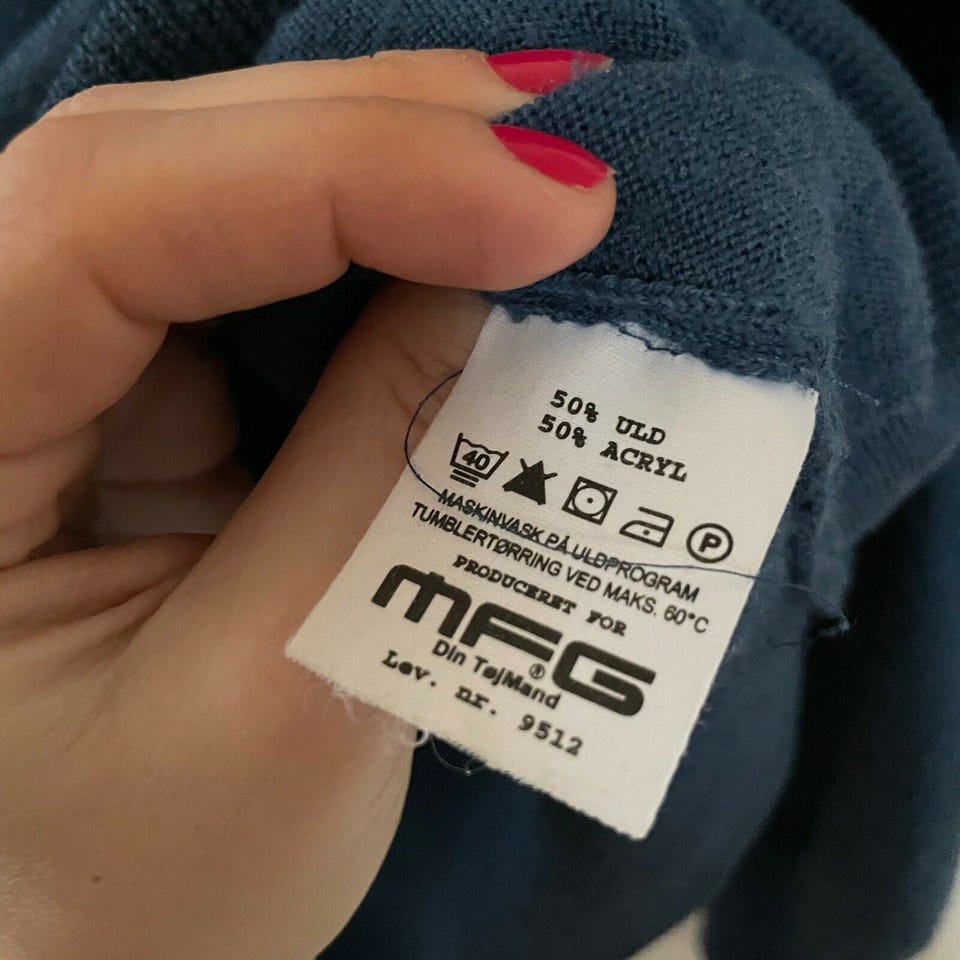 50% ULD
50% ACRYL
40 P
MASKINVASK PÅ ULDPROGRAM
TUMBLERTØRRING VED MAKS. 60°C
PRODUCERET FOR
MFG®
Din TøjMand
Lev. nr. 9512